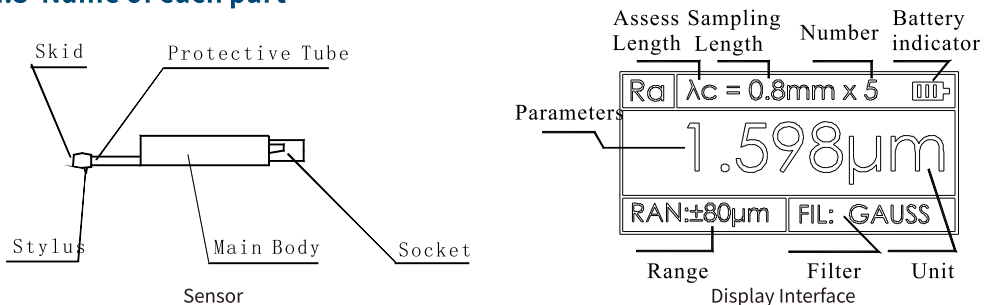 Name of each part
Skid
Protective Tube
Stylus
Main Body
Socket
Sensor
Assess Length
Sampling Length
Number
Battery indicator
Parameters
Ra
λc = 0.8mm x 5
1.598µm
RAN:±80µm
FIL: GAUSS
Range
Filter
Unit
Display Interface